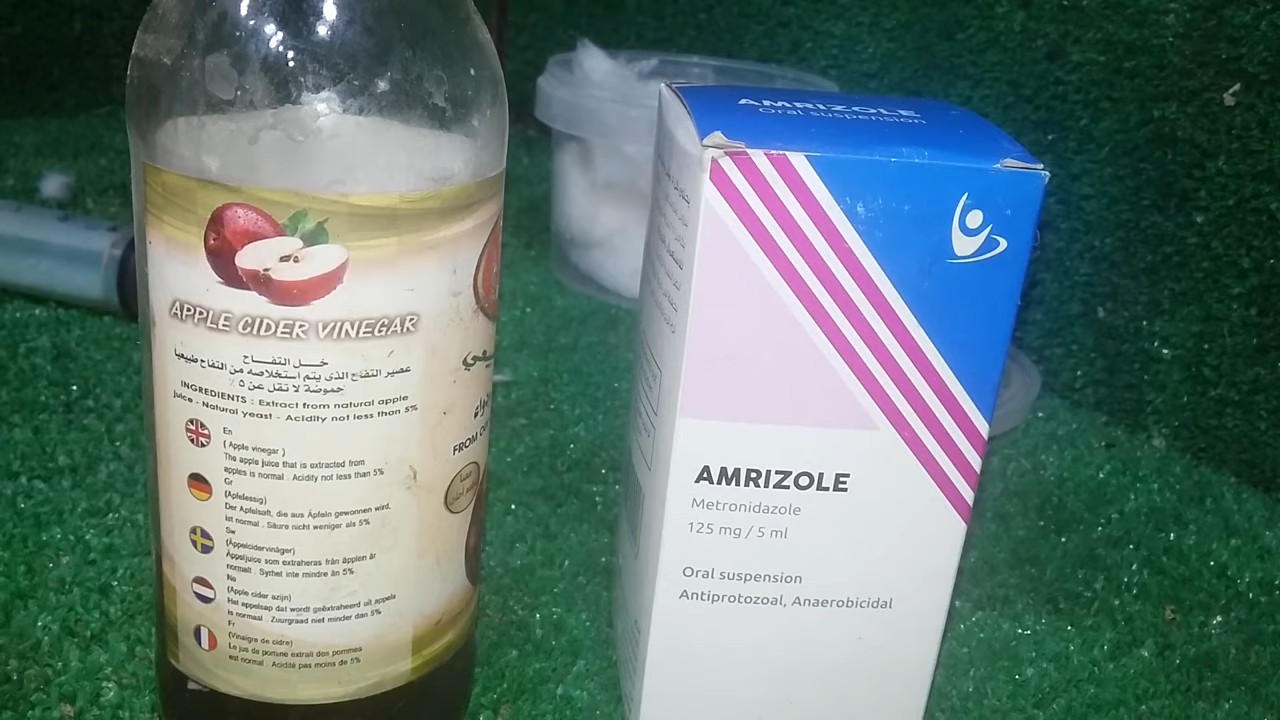 APPLE CIDER VINEGAR
خــل التفــــاح
عصير التفاح الذى يتم استخلاصه من التفاح طبيعيا
حموضة لا تقل عن ٥ ٪
INGREDIENTS : Extract from natural apple
juice - Natural yeast - Acidity not less than 5%
En
( Apple vinegar )
The apple juice that is extracted from
apples is normal . Acidity not less than 5%
Gr
(Apfelessig)
Der Apfelsaft, die aus Äpfeln gewonnen wird,
ist normal . Säure nicht weniger als 5%
Sw
(Äppelcidervinäger)
Äppeljuice som extraheras från äpplen är
normalt . Syrhet inte mindre än 5%
Ne
(Apple cider azijn)
Het appelsap dat wordt geëxtraheerd uit appels
is normaal . Zuurgraad niet minder dan 5%
Fr
(Vinaigre de cidre)
Le jus de pomme extrait des pommes
est normal . Acidité pas moins de 5%
FROM
AMRIZOLE
Oral suspension
AMRIZOLE
Metronidazole
125 mg / 5 ml
Oral suspension
Antiprotozoal, Anaerobicidal